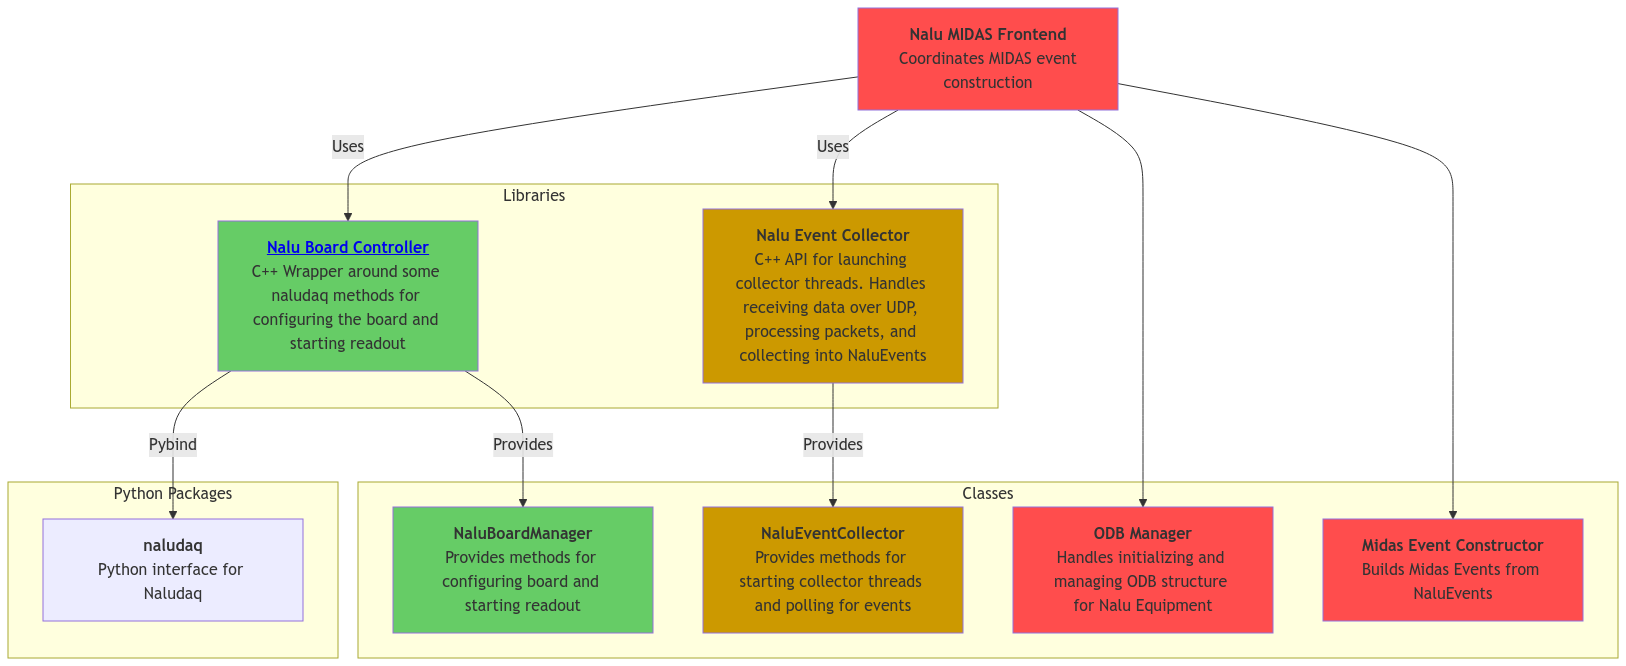 Nalu MIDAS Frontend
Coordinates MIDAS event
construction
Uses
Uses
Libraries
Nalu Board Controller
C++ Wrapper around some
naludaq methods for
configuring the board and
starting readout
Nalu Event Collector
C++ API for launching
collector threads. Handles
receiving data over UDP,
processing packets, and
collecting into NaluEvents
Pybind
Provides
Provides
Python Packages
naludaq
Python interface for
Naludaq
Classes
NaluBoardManager
Provides methods for
configuring board and
starting readout
NaluEventCollector
Provides methods for
starting collector threads
and polling for events
ODB Manager
Handles initializing and
managing ODB structure
for Nalu Equipment
Midas Event Constructor
Builds Midas Events from
NaluEvents